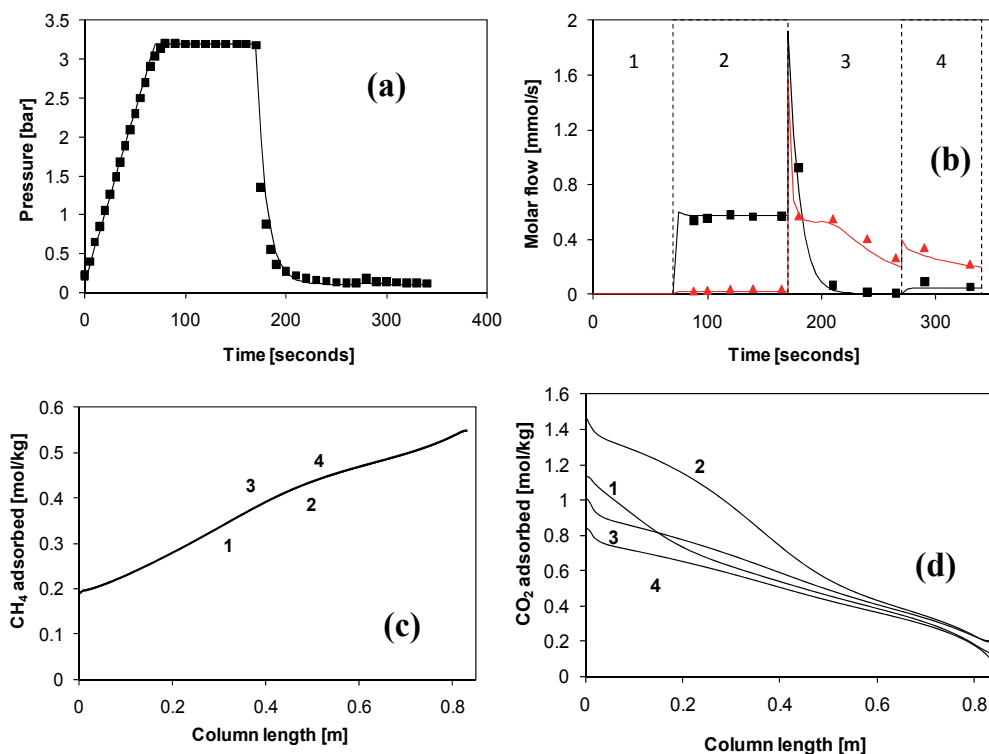 3.5
3
2.5
2
1.5
1
0.5
0
0 100 200 300 400
Pressure [bar]
Time [seconds]
(a)
2
1.6
1.2
0.8
0.4
0
0 100 200 300
Molar flow [mmol/s]
Time [seconds]
1 2 3 4
(b)
0.6
0.5
0.4
0.3
0.2
0.1
0
0 0.2 0.4 0.6 0.8
CH4 adsorbed [mol/kg]
Column length [m]
3
4
2
1
(c)
1.6
1.4
1.2
1
0.8
0.6
0.4
0.2
0
0 0.2 0.4 0.6 0.8
CO2 adsorbed [mol/kg]
Column length [m]
2
1
3
4
(d)